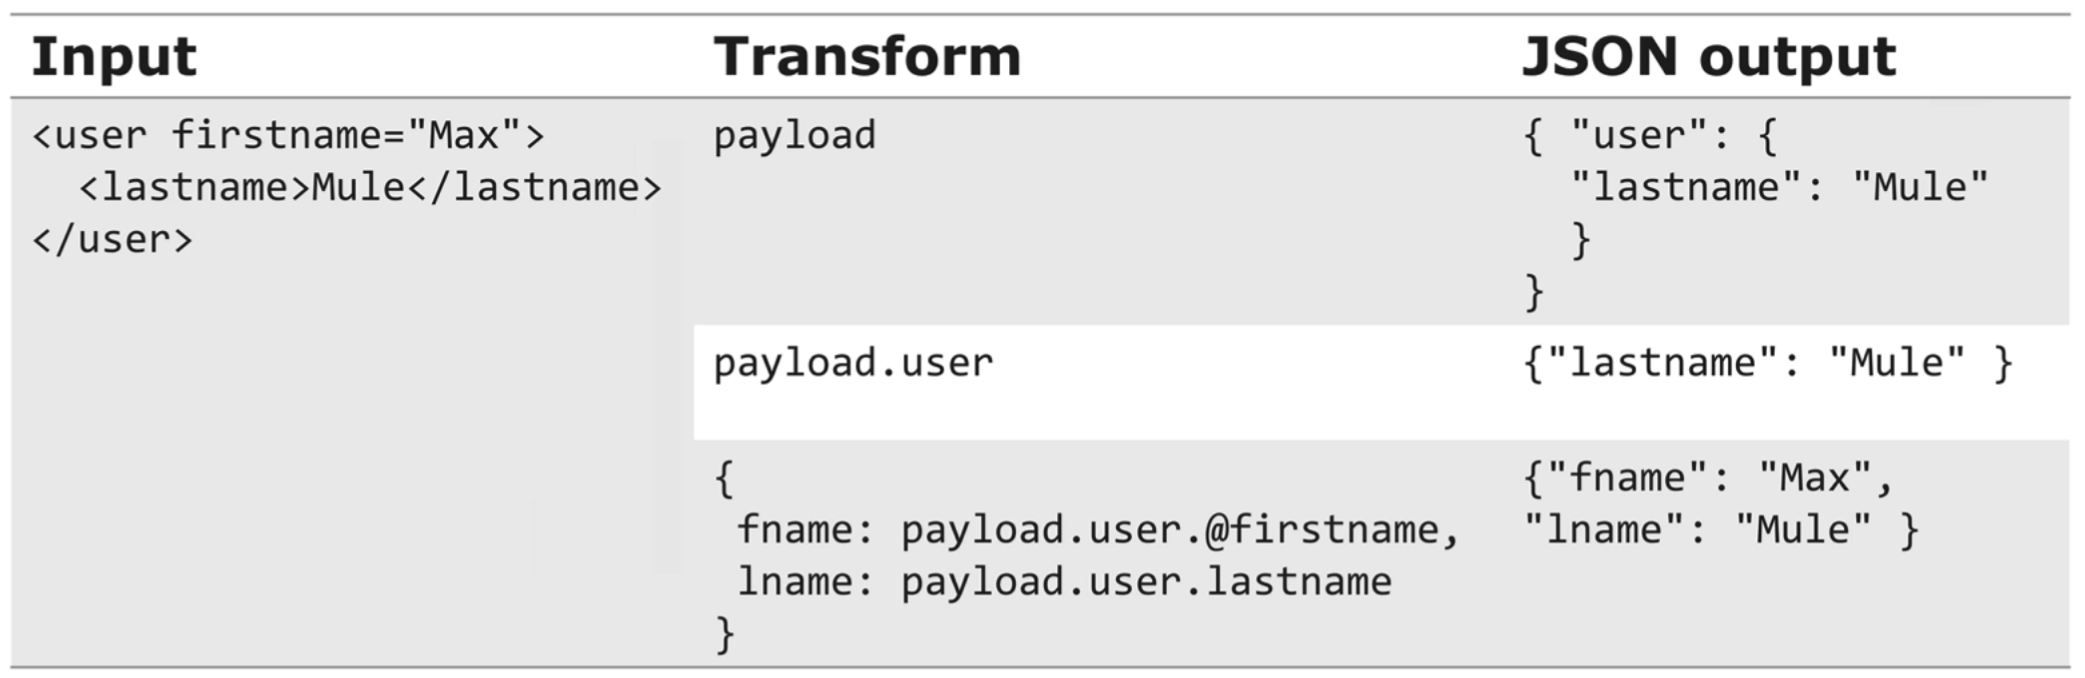 Input Transform JSON output
<user firstname="Max">
  <lastname>Mule</lastname>
</user>
payload
{ "user": {
  "lastname": "Mule"
  }
}
payload.user
{"lastname": "Mule" }
{
 fname: payload.user.@firstname,
 lname: payload.user.lastname
}
{"fname": "Max",
"lname": "Mule" }